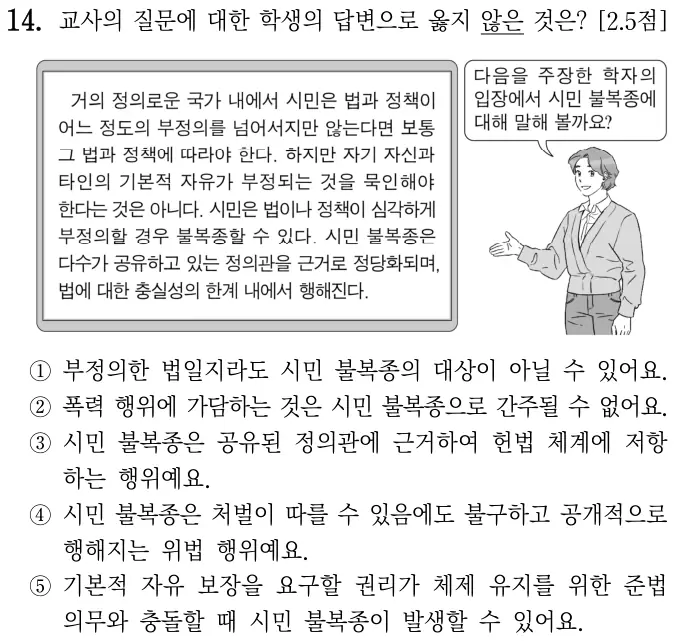 14. 교사의 질문에 대한 학생의 답변으로 옳지 않은 것은? [2.5점]
거의 정의로운 국가 내에서 시민은 법과 정책이
어느 정도의 부정의를 넘어서지만 않는다면 보통
그 법과 정책에 따라야 한다. 하지만 자기 자신과
타인의 기본적 자유가 부정되는 것을 묵인해야
한다는 것은 아니다. 시민은 법이나 정책이 심각하게
부정의할 경우 불복종할 수 있다. 시민 불복종은
다수가 공유하고 있는 정의관을 근거로 정당화되며,
법에 대한 충실성의 한계 내에서 행해진다.
다음을 주장한 학자의
입장에서 시민 불복종에
대해 말해 볼까요?
① 부정의한 법일지라도 시민 불복종의 대상이 아닐 수 있어요.
② 폭력 행위에 가담하는 것은 시민 불복종으로 간주될 수 없어요.
③ 시민 불복종은 공유된 정의관에 근거하여 헌법 체계에 저항
하는 행위예요.
④ 시민 불복종은 처벌이 따를 수 있음에도 불구하고 공개적으로
행해지는 위법 행위예요.
⑤ 기본적 자유 보장을 요구할 권리가 체제 유지를 위한 준법
의무와 충돌할 때 시민 불복종이 발생할 수 있어요.